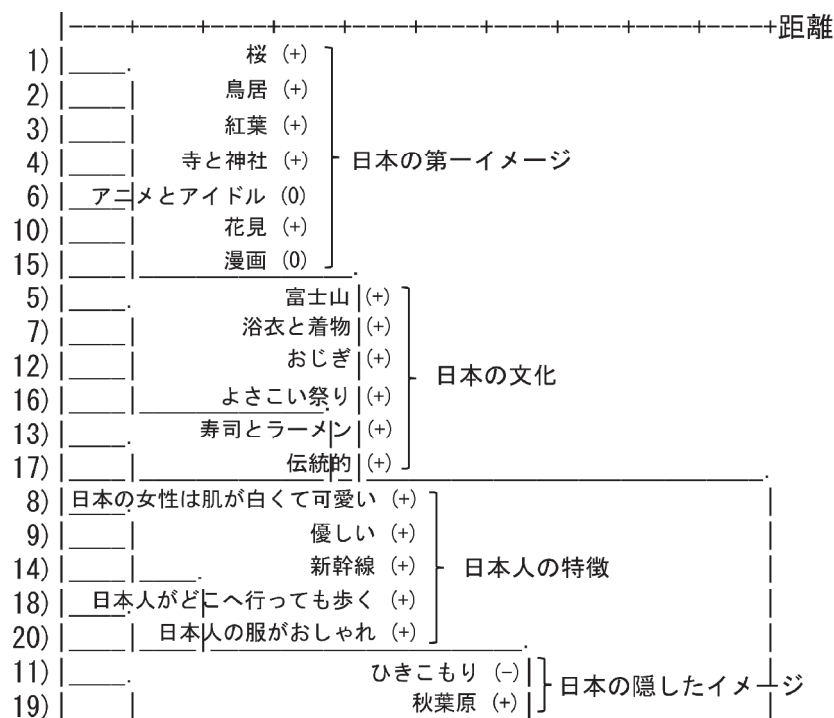 距離
1) 桜 (+)
2) 鳥居 (+)
3) 紅葉 (+)
4) 寺と神社 (+) 日本の第一イメージ
6) アニメとアイドル (0)
10) 花見 (+)
15) 漫画 (0)
5) 富士山 (+)
7) 浴衣と着物 (+)
12) おじぎ (+) 日本の文化
16) よさこい祭り (+)
13) 寿司とラーメン (+)
17) 伝統的 (+)
8) 日本の女性は肌が白くて可愛い (+)
9) 優しい (+)
14) 新幹線 (+) 日本人の特徴
18) 日本人がどこへ行っても歩く (+)
20) 日本人の服がおしゃれ (+)
11) ひきこもり (-) 日本の隠したイメージ
19) 秋葉原 (+)